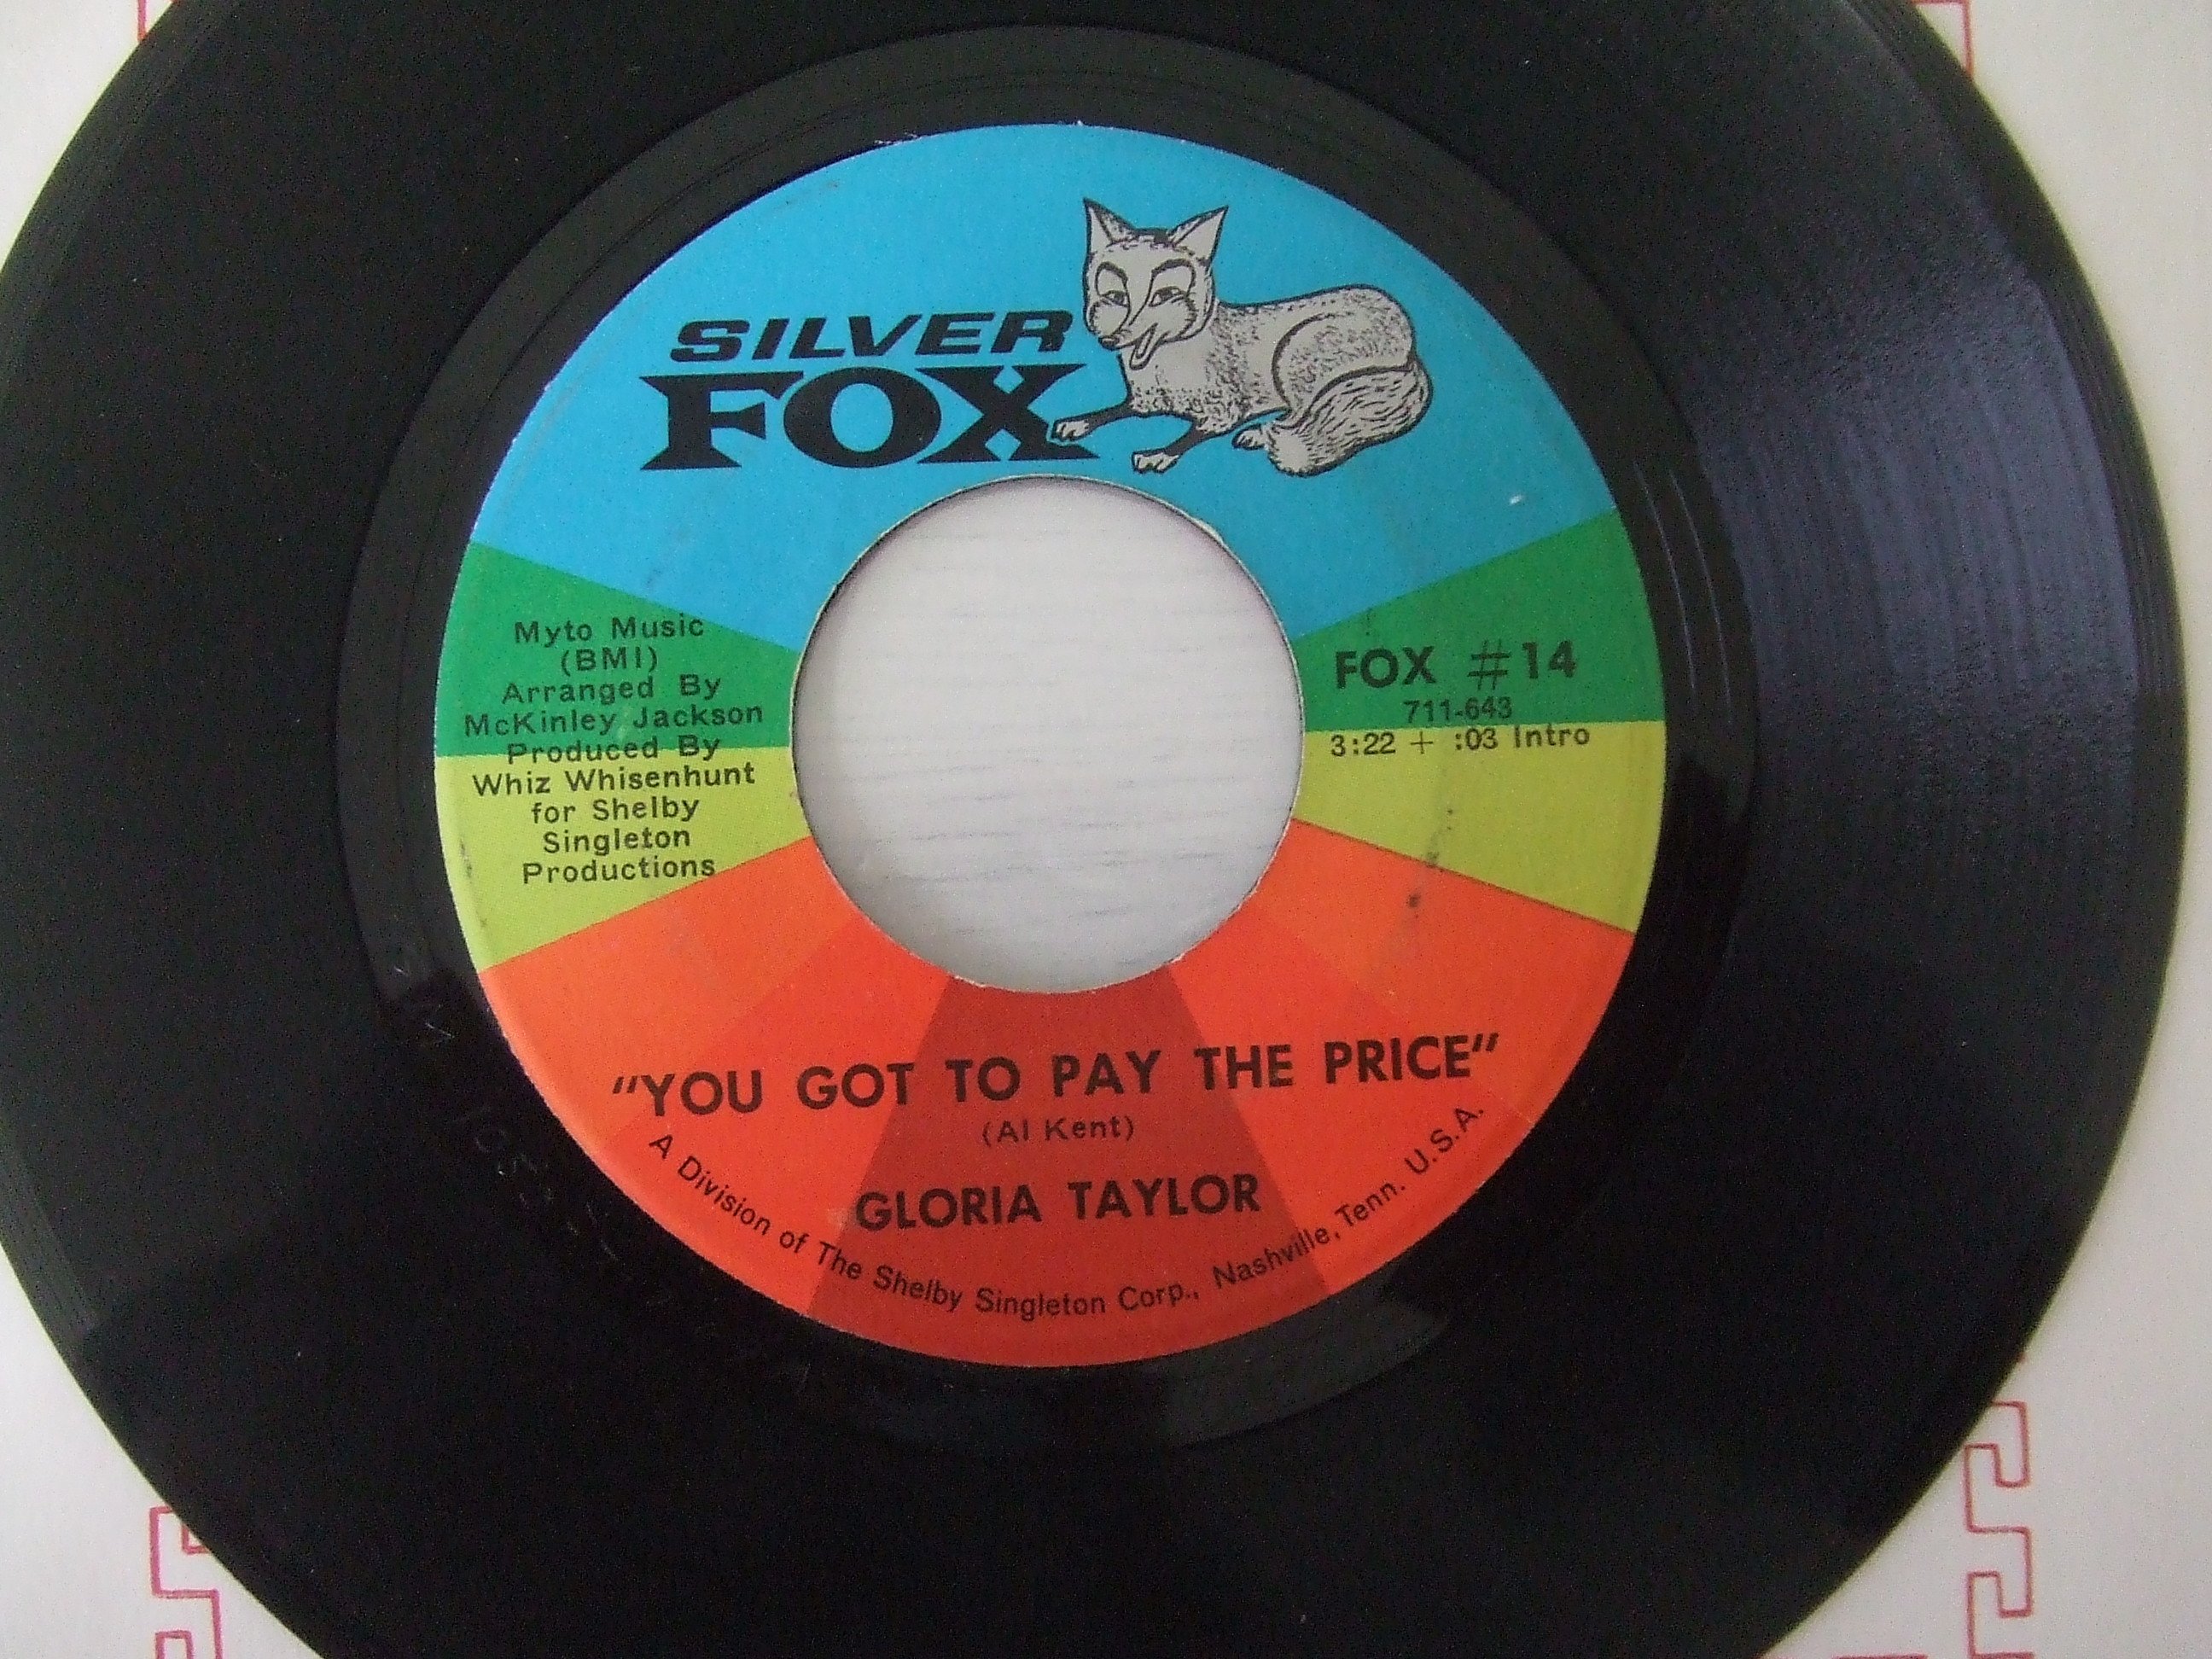 SILVER
FOX
Myto Music
(BMI)
Arranged By
McKinley Jackson
Produced By
Whiz Whisenhunt
for Shelby
Singleton
Productions
FOX #14
711-643
3:22 + :03 Intro
"YOU GOT TO PAY THE PRICE"
(Al Kent)
GLORIA TAYLOR
A Division of The Shelby Singleton Corp., Nashville, Tenn. U.S.A.